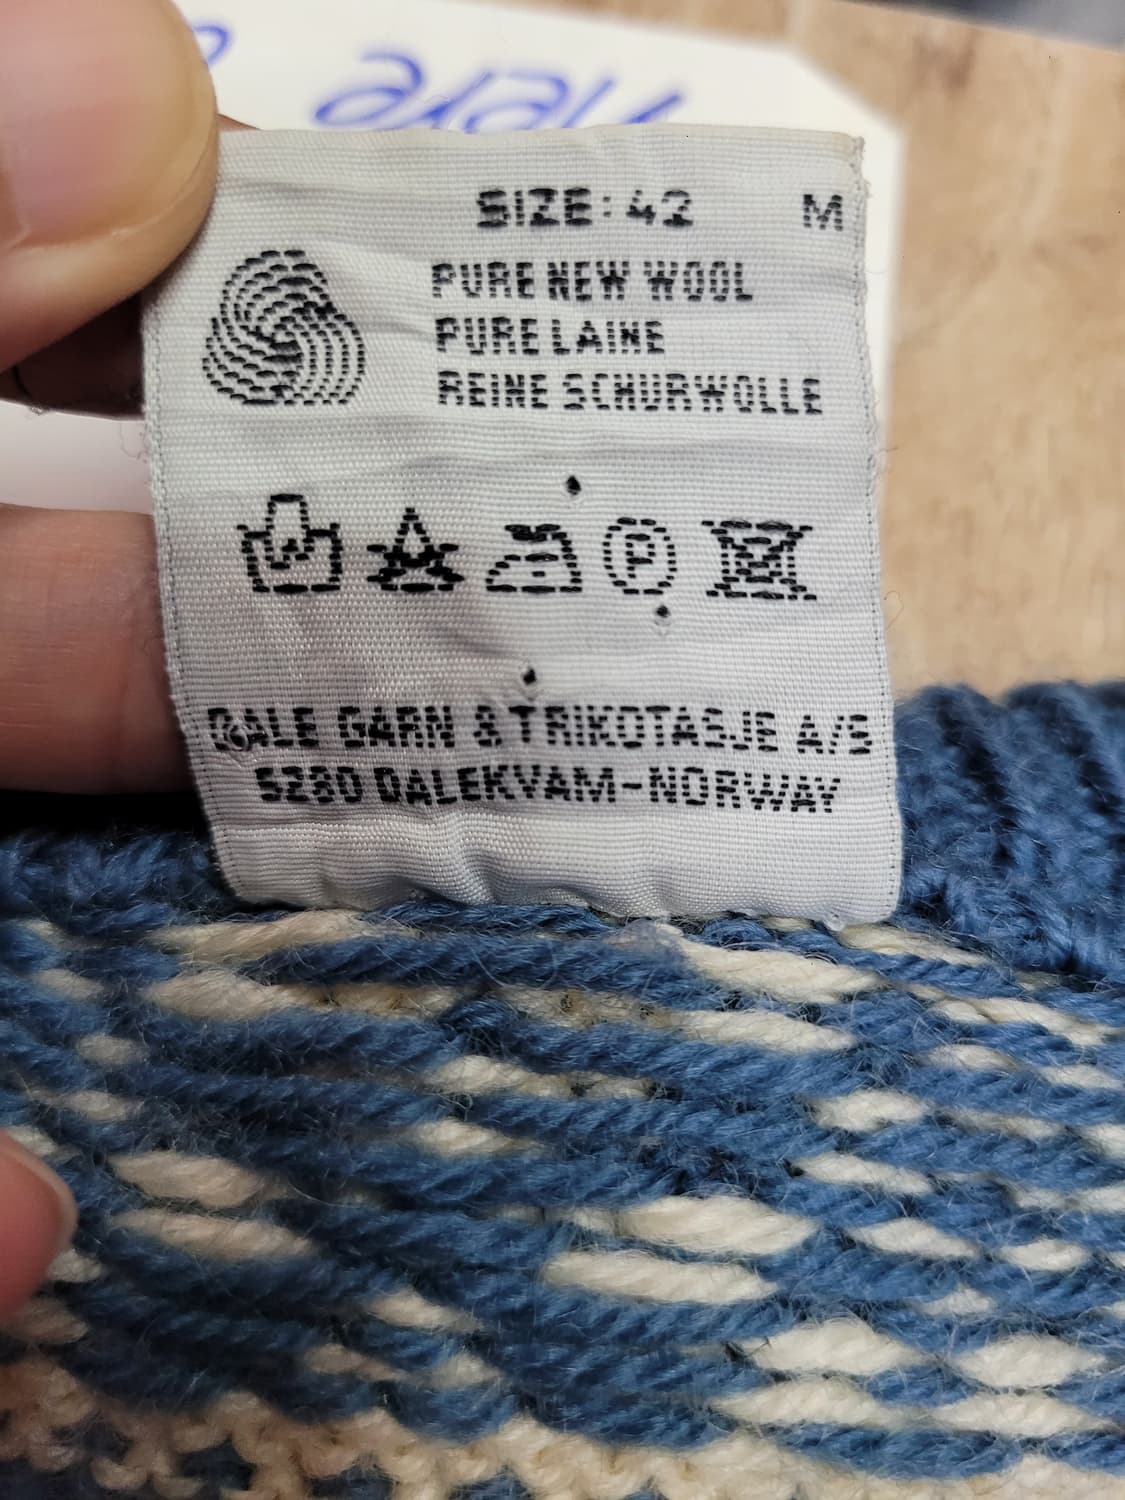 SIZE: 42 M
PURE NEW WOOL
PURE LAINE
REINE SCHURWOLLE
P
DALE GARN & TRIKOTASJE A/S
5280 DALEKVAM-NORWAY